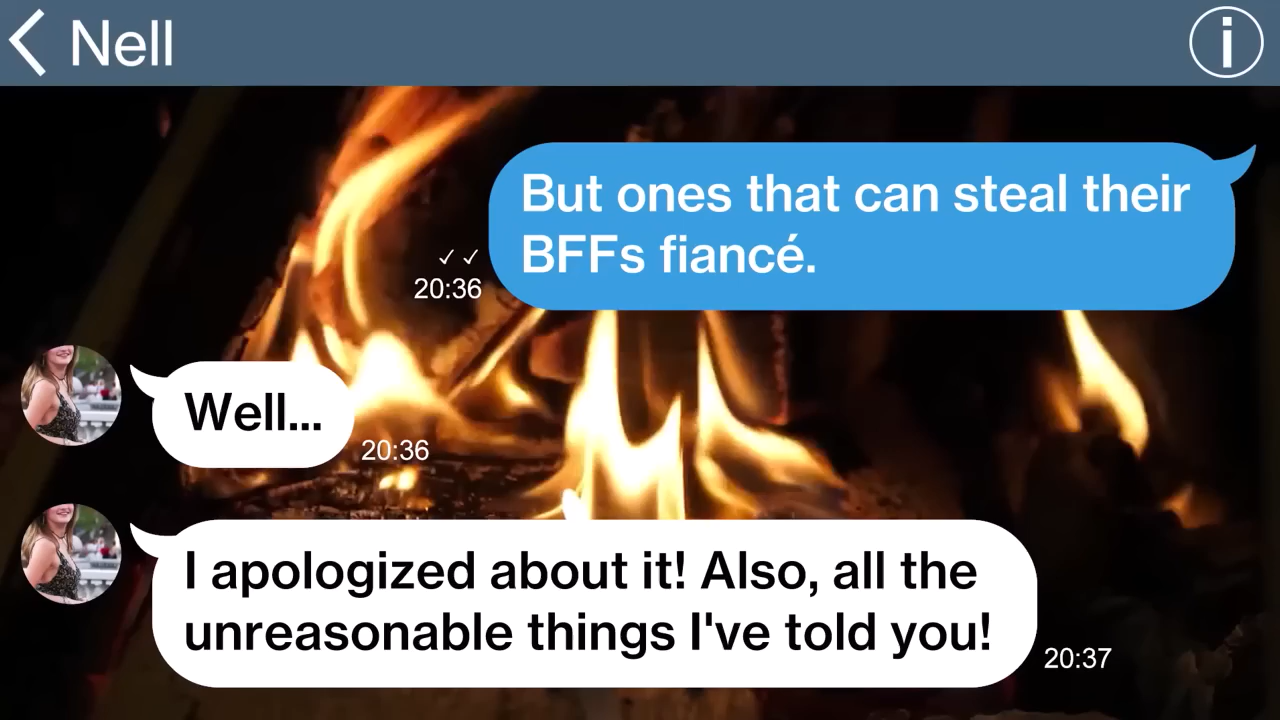 Nell
But ones that can steal their
BFFs fiancé.
20:36
Well...
20:36
I apologized about it! Also, all the
unreasonable things I've told you!
20:37